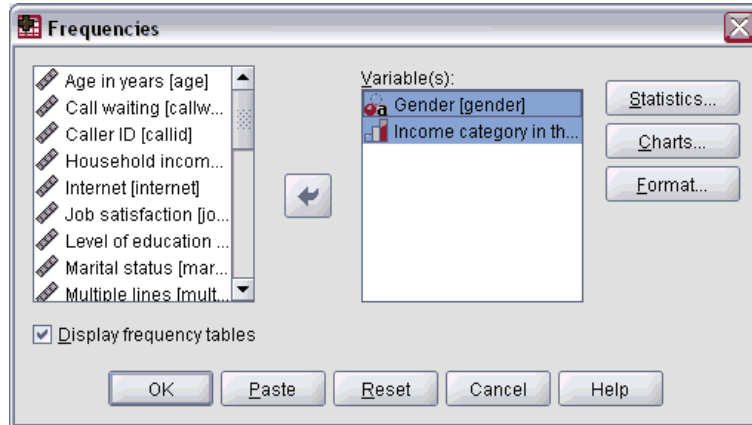 Frequencies
Age in years [age]
Call waiting [callw...
Caller ID [callid]
Household incom...
Internet [internet]
Job satisfaction [jo...
Level of education ...
Marital status [mar...
Multiple lines [mult...
Variable(s):
a Gender [gender]
Income category in th...
Statistics...
Charts...
Format...
Display frequency tables
OK
Paste
Reset
Cancel
Help